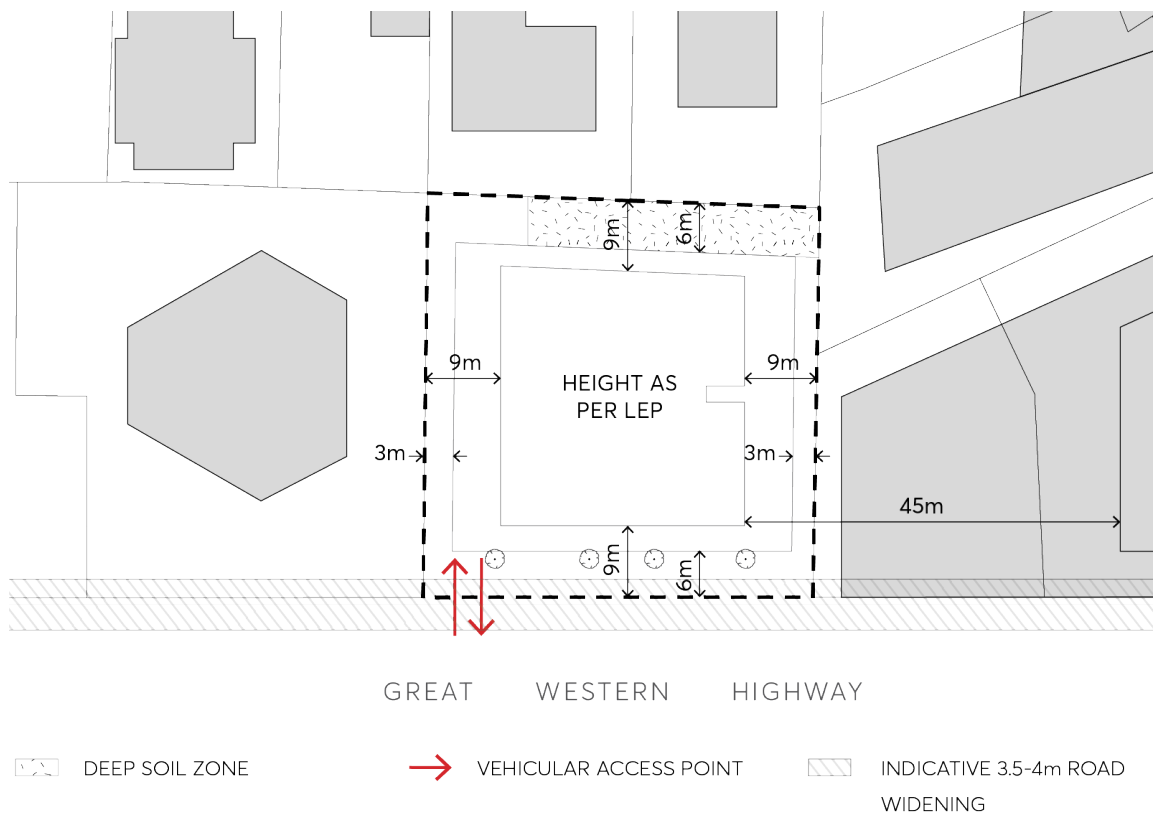 9m
6m
9m
9m
HEIGHT AS
PER LEP
3m
3m
45m
9m
6m
GREAT WESTERN HIGHWAY
DEEP SOIL ZONE
VEHICULAR ACCESS POINT
INDICATIVE 3.5-4m ROAD
WIDENING